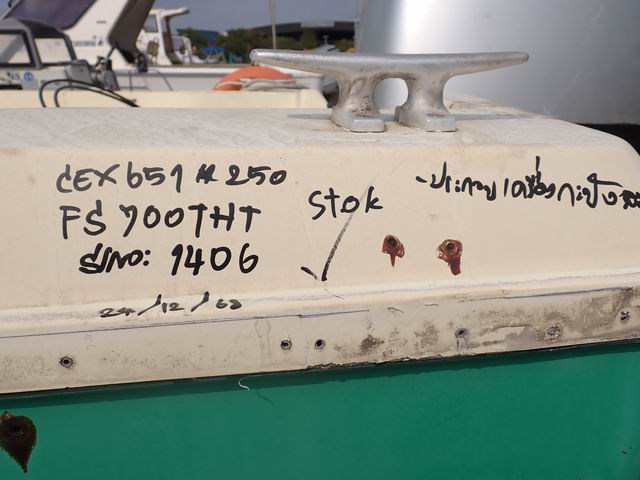 CEX 651 # 250
FS 700THT
S/NO: 1406
24/12/63
Stok